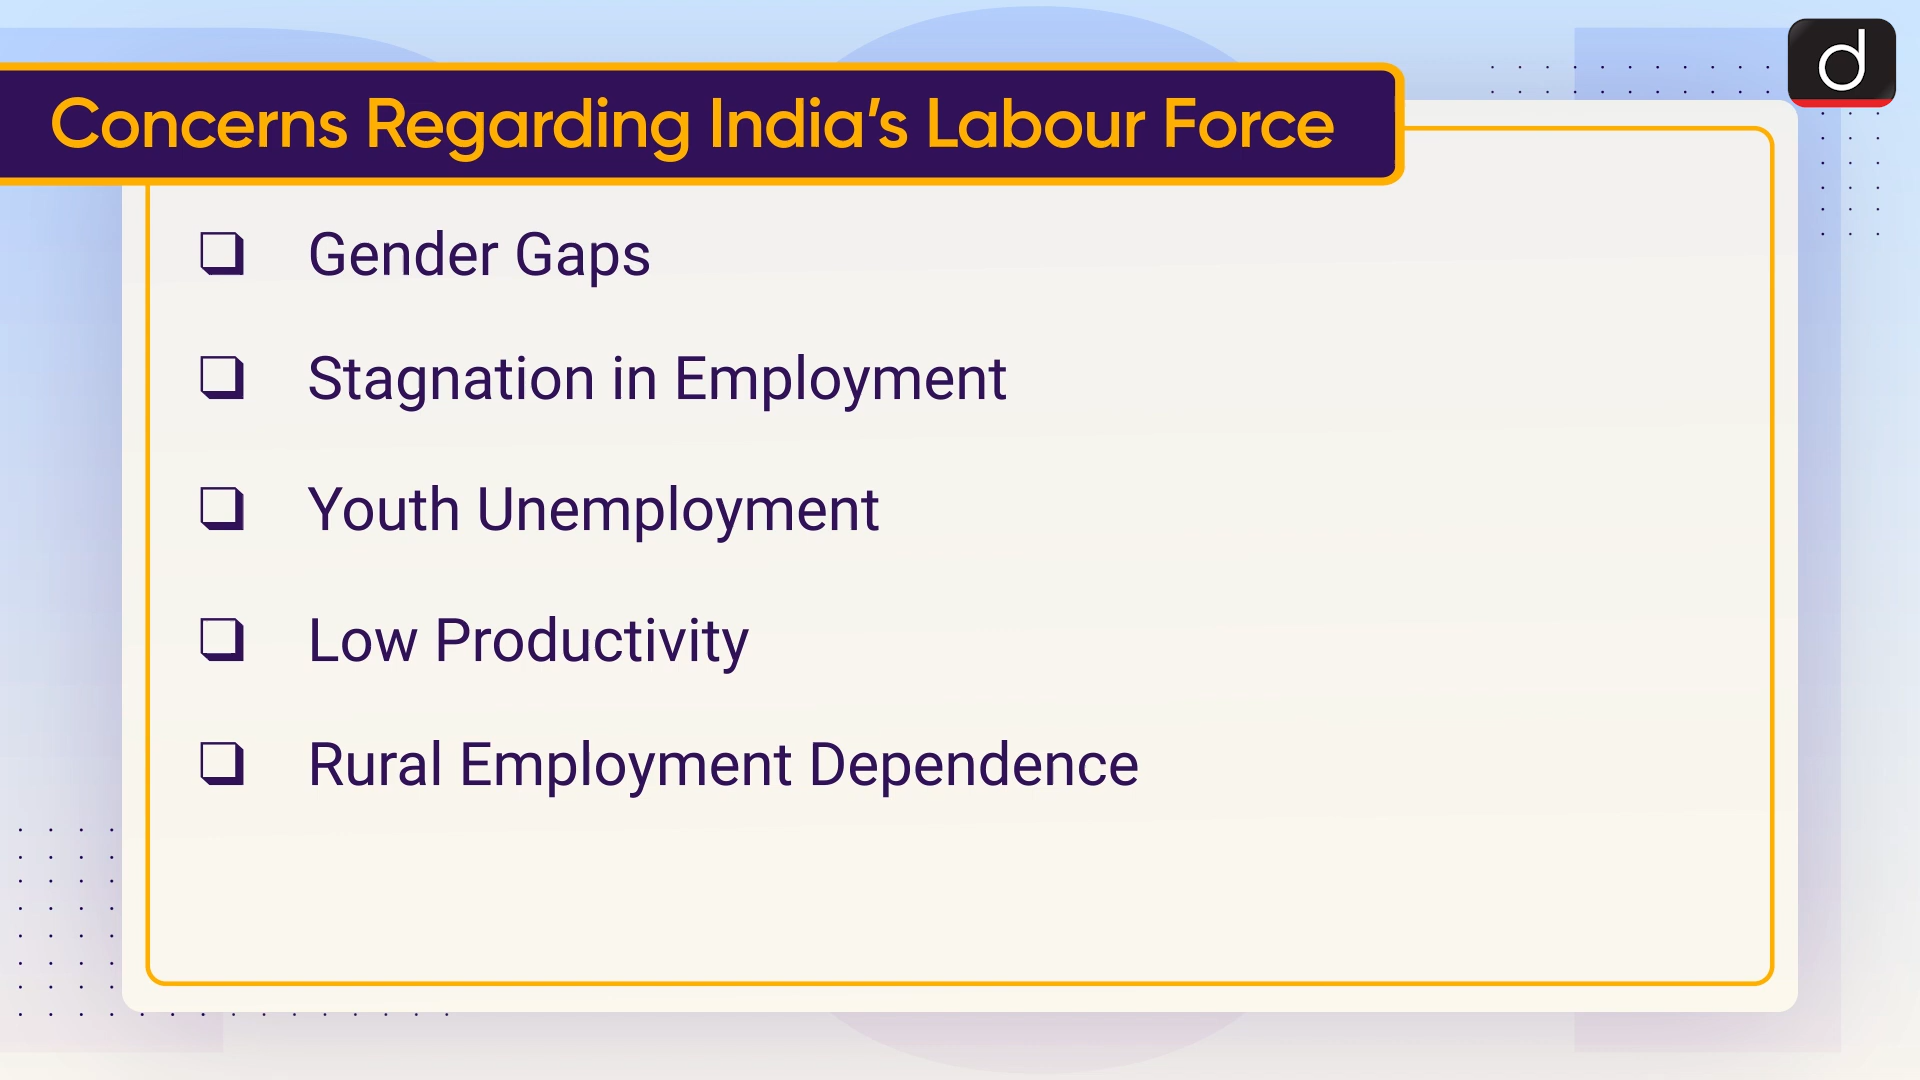 Concerns Regarding India’s Labour Force
d
❑ Gender Gaps
❑ Stagnation in Employment
❑ Youth Unemployment
❑ Low Productivity
❑ Rural Employment Dependence